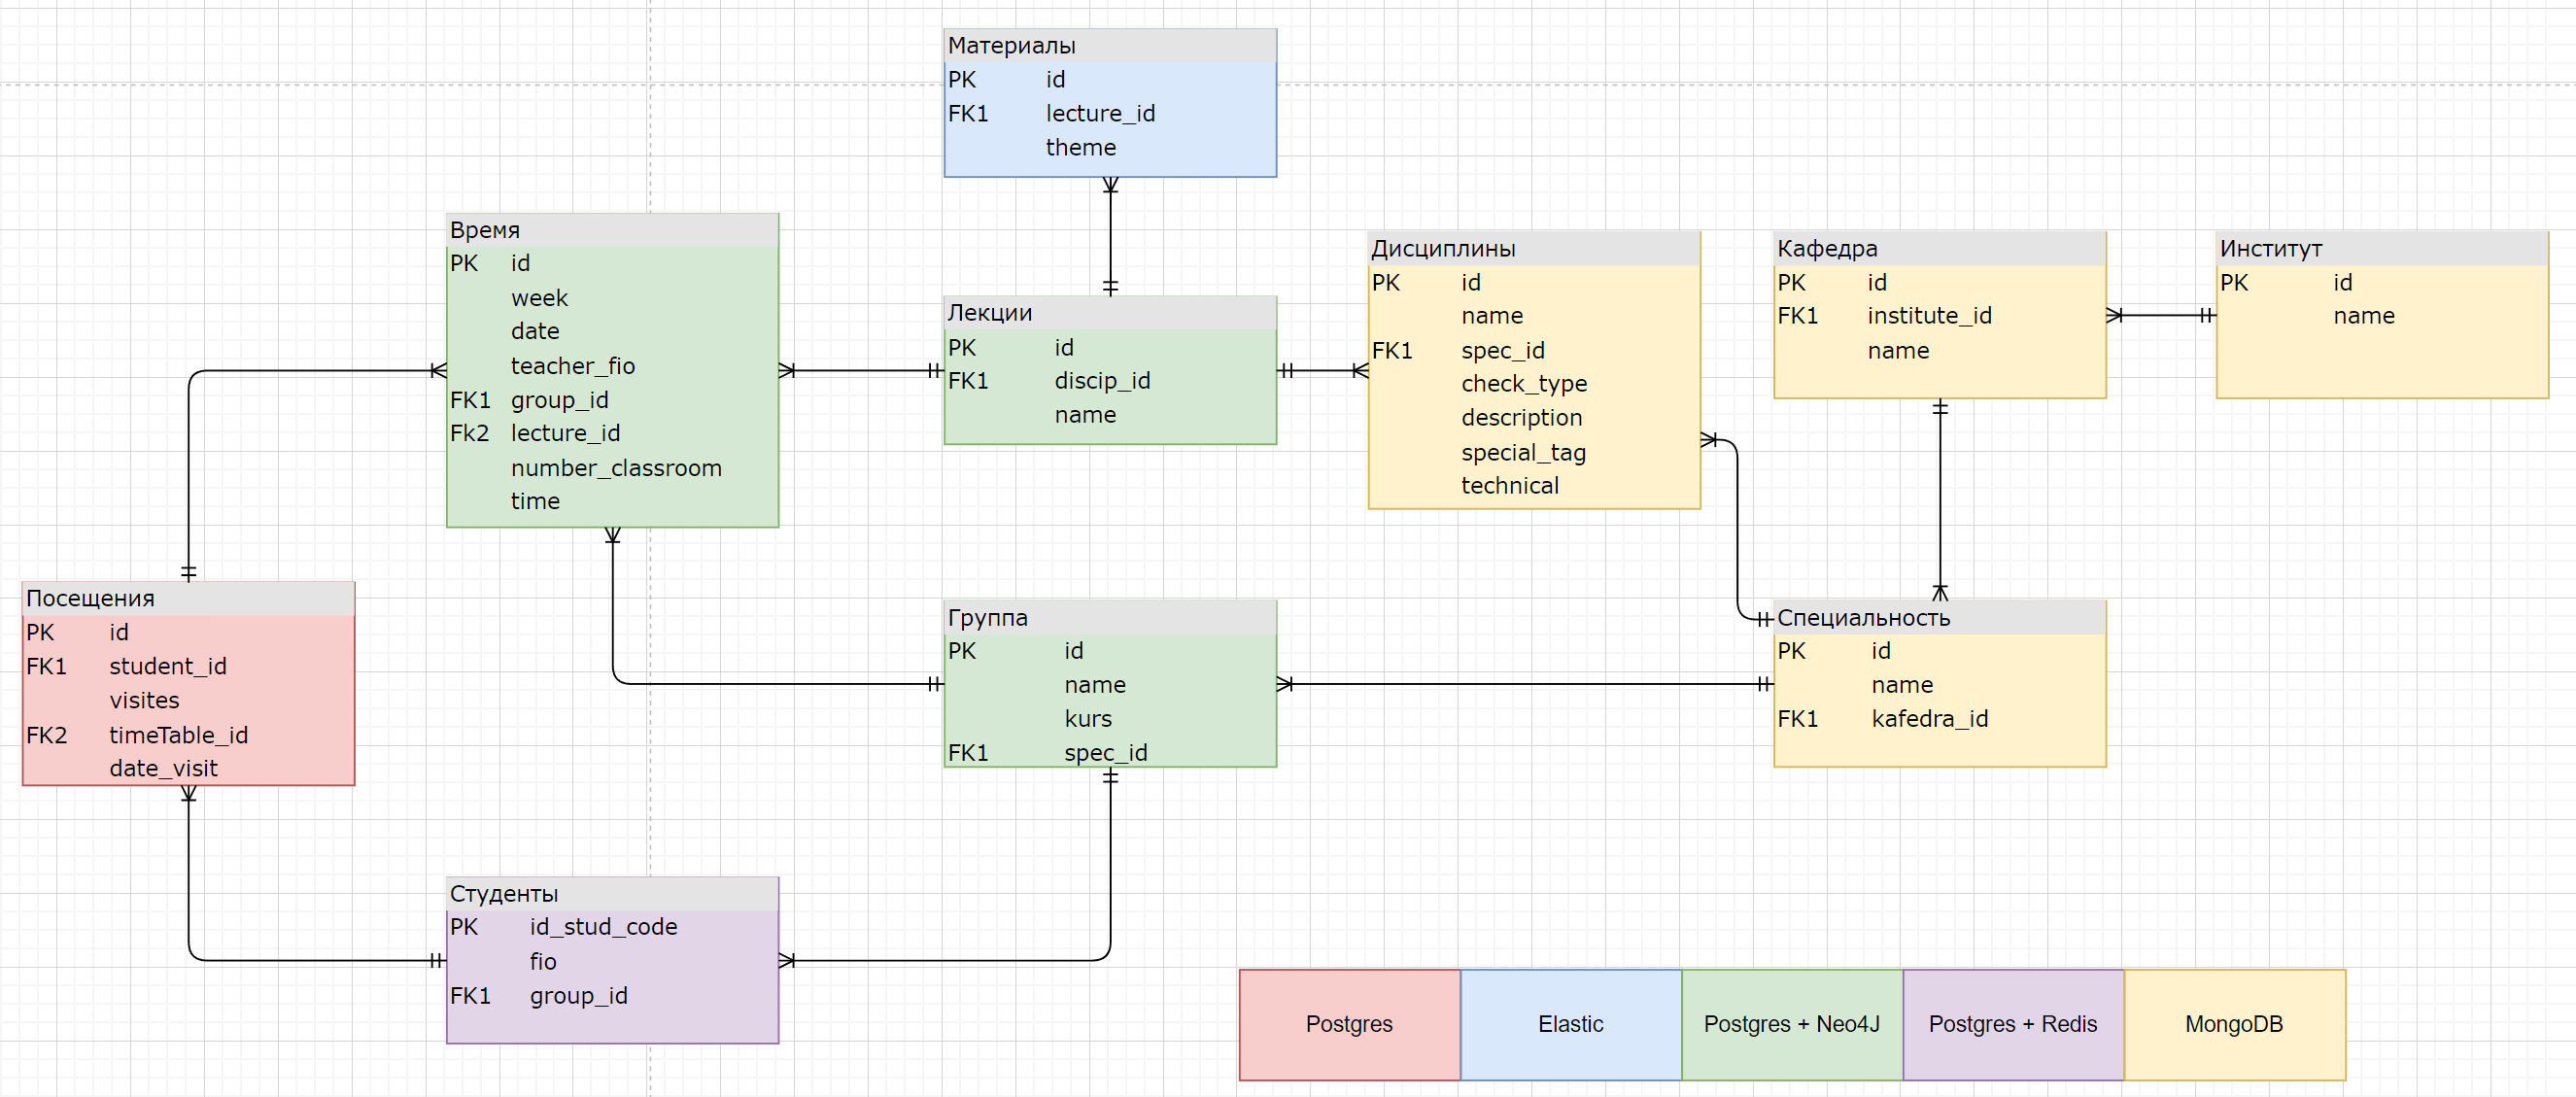 Материалы
PK id
FK1 lecture_id
theme
Время
PK id
week
date
teacher_fio
FK1 group_id
Fk2 lecture_id
number_classroom
time
Лекции
PK id
FK1 discip_id
name
Дисциплины
PK id
name
FK1 spec_id
check_type
description
special_tag
technical
Кафедра
PK id
FK1 institute_id
name
Институт
PK id
name
Посещения
PK id
FK1 student_id
visites
FK2 timeTable_id
date_visit
Группа
PK id
name
kurs
FK1 spec_id
Специальность
PK id
name
FK1 kafedra_id
Студенты
PK id_stud_code
fio
FK1 group_id
Postgres
Elastic
Postgres + Neo4J
Postgres + Redis
MongoDB